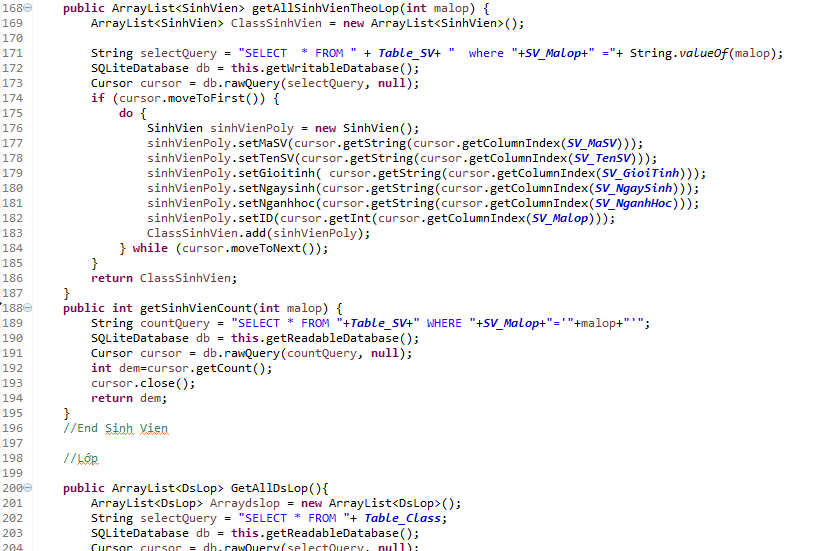 168 public ArrayList<SinhVien> getAllSinhVienTheoLop(int malop) {
169 ArrayList<SinhVien> ClassSinhVien = new ArrayList<SinhVien>();
170
171 String selectQuery = "SELECT  * FROM " + Table_SV+ "  where "+SV_Malop+" ="+ String.valueOf(malop);
172 SQLiteDatabase db = this.getWritableDatabase();
173 Cursor cursor = db.rawQuery(selectQuery, null);
174 if (cursor.moveToFirst()) {
175 do {
176 SinhVien sinhVienPoly = new SinhVien();
177 sinhVienPoly.setMaSV(cursor.getString(cursor.getColumnIndex(SV_MaSV)));
178 sinhVienPoly.setTenSV(cursor.getString(cursor.getColumnIndex(SV_TenSV)));
179 sinhVienPoly.setGioitinh( cursor.getString(cursor.getColumnIndex(SV_GioiTinh)));
180 sinhVienPoly.setNgaysinh(cursor.getString(cursor.getColumnIndex(SV_NgaySinh)));
181 sinhVienPoly.setNganhhoc(cursor.getString(cursor.getColumnIndex(SV_NganhHoc)));
182 sinhVienPoly.setID(cursor.getInt(cursor.getColumnIndex(SV_Malop)));
183 ClassSinhVien.add(sinhVienPoly);
184 } while (cursor.moveToNext());
185 }
186 return ClassSinhVien;
187 }
188 public int getSinhVienCount(int malop) {
189 String countQuery = "SELECT * FROM "+Table_SV+" WHERE "+SV_Malop+"='"+malop+"'";
190 SQLiteDatabase db = this.getReadableDatabase();
191 Cursor cursor = db.rawQuery(countQuery, null);
192 int dem=cursor.getCount();
193 cursor.close();
194 return dem;
195 }
196 //End Sinh Vien
197
198 //Lớp
199
200 public ArrayList<DsLop> GetAllDsLop(){
201 ArrayList<DsLop> Arraydslop = new ArrayList<DsLop>();
202 String selectQuery = "SELECT * FROM "+ Table_Class;
203 SQLiteDatabase db = this.getReadableDatabase();
204 Cursor cursor = db.rawQuery(selectQuery, null);